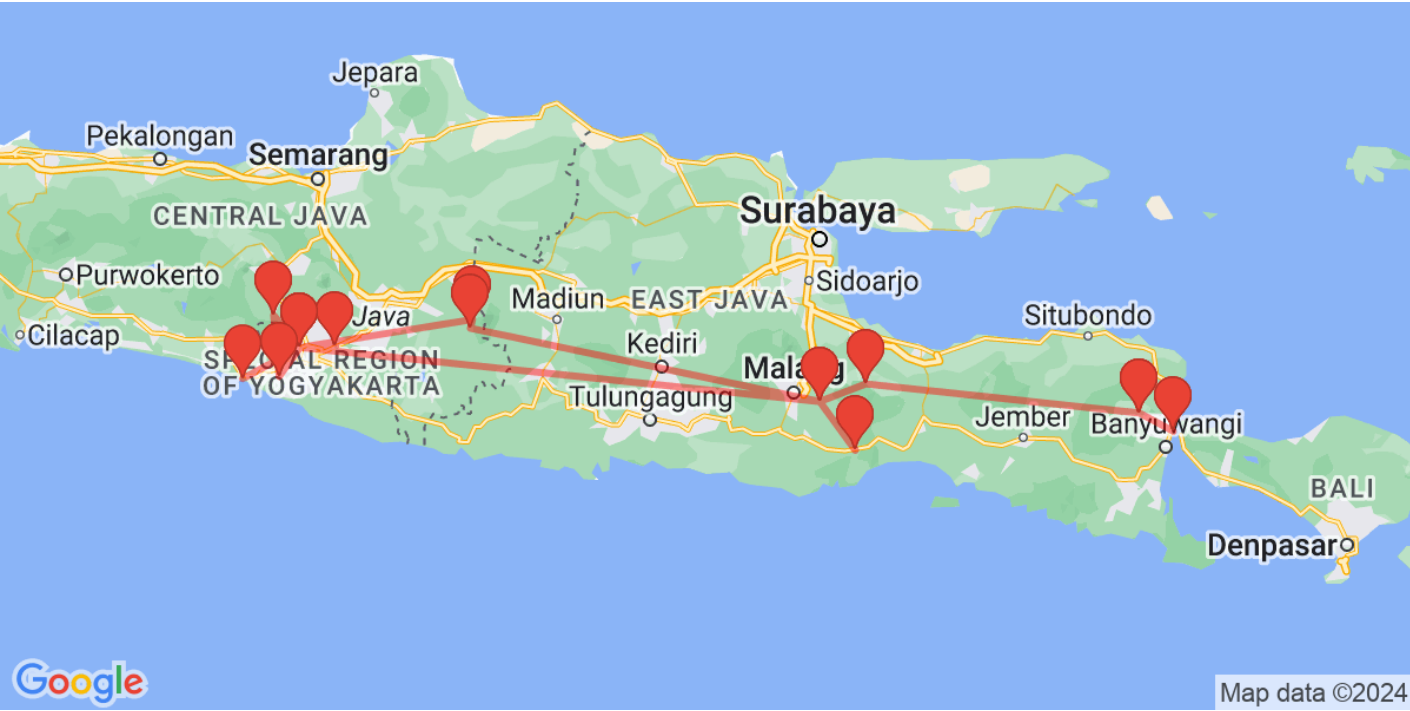 Jepara
Pekalongan
Semarang
CENTRAL JAVA
Surabaya
Purwokerto
Sidoarjo
Madiun
EAST JAVA
Java
Situbondo
Cilacap
Kediri
SPECIAL REGION
OF YOGYAKARTA
Malang
Tulungagung
Jember
Banyuwangi
BALI
Denpasar
Google
Map data ©2024